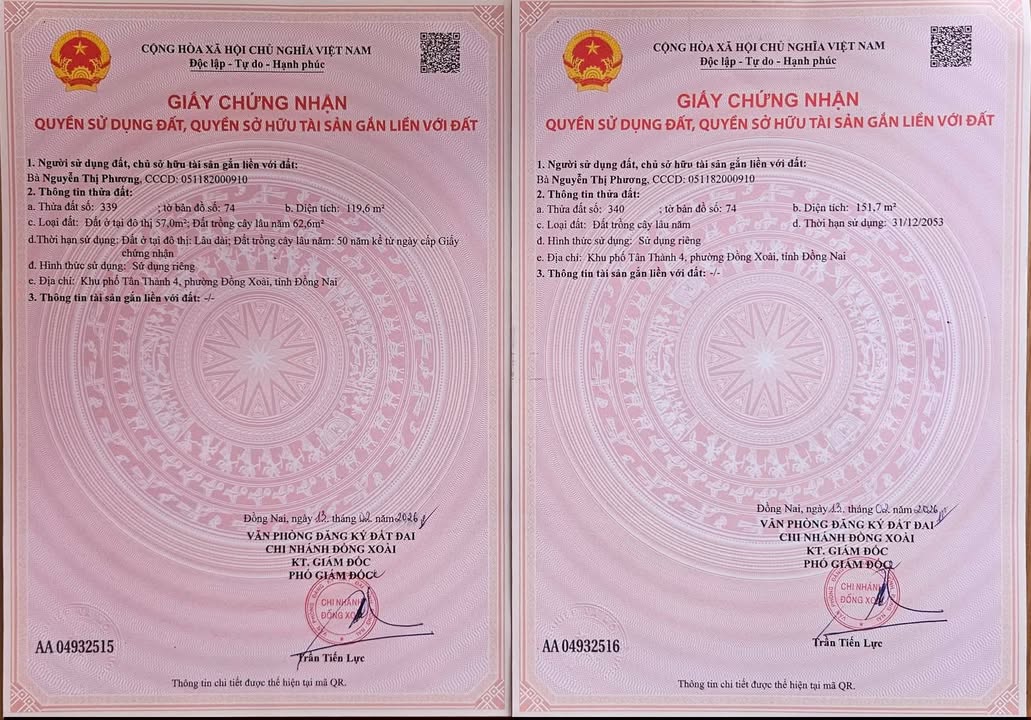 CỘNG HÒA XÃ HỘI CHỦ NGHĨA VIỆT NAM
Độc lập - Tự do - Hạnh phúc
GIẤY CHỨNG NHẬN
QUYỀN SỬ DỤNG ĐẤT, QUYỀN SỞ HỮU TÀI SẢN GẮN LIỀN VỚI ĐẤT
1. Người sử dụng đất, chủ sở hữu tài sản gắn liền với đất:
Bà Nguyễn Thị Phương, CCCD: 051182000910
2. Thông tin thửa đất:
a. Thửa đất số: 339 ; tờ bản đồ số: 74 b. Diện tích: 119,6 m²
c. Loại đất: Đất ở tại đô thị 57,0m²; Đất trồng cây lâu năm 62,6m²
d.Thời hạn sử dụng: Đất ở tại đô thị: Lâu dài; Đất trồng cây lâu năm: 50 năm kể từ ngày cấp Giấy
chứng nhận
đ. Hình thức sử dụng: Sử dụng riêng
e. Địa chỉ: Khu phố Tân Thành 4, phường Đồng Xoài, tỉnh Đồng Nai
3. Thông tin tài sản gắn liền với đất: -/-
Đồng Nai, ngày 13. tháng 02 năm 2026
VĂN PHÒNG ĐĂNG KÝ ĐẤT ĐAI
CHI NHÁNH ĐỒNG XOÀI
KT. GIÁM ĐỐC
PHÓ GIÁM ĐỐC
CHI NHÁNH
ĐỒNG XOÀI
Trần Tiến Lực
AA 04932515
Thông tin chi tiết được thể hiện tại mã QR.
CỘNG HÒA XÃ HỘI CHỦ NGHĨA VIỆT NAM
Độc lập - Tự do - Hạnh phúc
GIẤY CHỨNG NHẬN
QUYỀN SỬ DỤNG ĐẤT, QUYỀN SỞ HỮU TÀI SẢN GẮN LIỀN VỚI ĐẤT
1. Người sử dụng đất, chủ sở hữu tài sản gắn liền với đất:
Bà Nguyễn Thị Phương, CCCD: 051182000910
2. Thông tin thửa đất:
a. Thửa đất số: 340 ; tờ bản đồ số: 74 b. Diện tích: 151,7 m²
c. Loại đất: Đất trồng cây lâu năm d. Thời hạn sử dụng: 31/12/2053
đ. Hình thức sử dụng: Sử dụng riêng
e. Địa chỉ: Khu phố Tân Thành 4, phường Đồng Xoài, tỉnh Đồng Nai
3. Thông tin tài sản gắn liền với đất: -/-
Đồng Nai, ngày 13. tháng 02 năm 2026
VĂN PHÒNG ĐĂNG KÝ ĐẤT ĐAI
CHI NHÁNH ĐỒNG XOÀI
KT. GIÁM ĐỐC
PHÓ GIÁM ĐỐC
CHI NHÁNH
ĐỒNG XOÀI
Trần Tiến Lực
AA 04932516
Thông tin chi tiết được thể hiện tại mã QR.